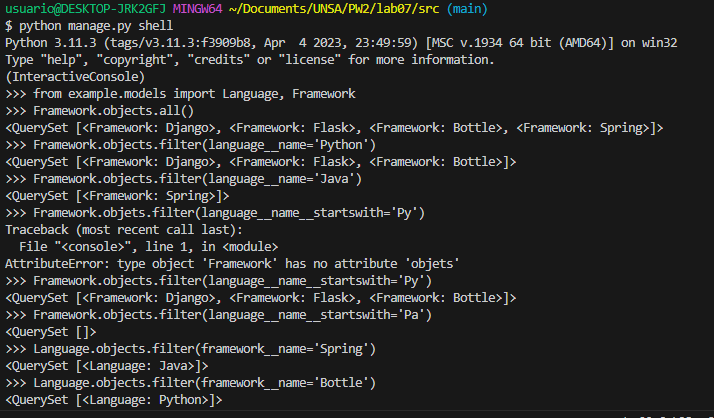 usuario@DESKTOP-JRK2GFJ MINGW64 ~/Documents/UNSA/PW2/lab07/src (main)
$ python manage.py shell
Python 3.11.3 (tags/v3.11.3:f3909b8, Apr  4 2023, 23:49:59) [MSC v.1934 64 bit (AMD64)] on win32
Type "help", "copyright", "credits" or "license" for more information.
(InteractiveConsole)
>>> from example.models import Language, Framework
>>> Framework.objects.all()
<QuerySet [<Framework: Django>, <Framework: Flask>, <Framework: Bottle>, <Framework: Spring>]>
>>> Framework.objects.filter(language__name='Python')
<QuerySet [<Framework: Django>, <Framework: Flask>, <Framework: Bottle>]>
>>> Framework.objects.filter(language__name='Java')
<QuerySet [<Framework: Spring>]>
>>> Framework.objets.filter(language__name__startswith='Py')
Traceback (most recent call last):
  File "<console>", line 1, in <module>
AttributeError: type object 'Framework' has no attribute 'objets'
>>> Framework.objects.filter(language__name__startswith='Py')
<QuerySet [<Framework: Django>, <Framework: Flask>, <Framework: Bottle>]>
>>> Framework.objects.filter(language__name__startswith='Pa')
<QuerySet []>
>>> Language.objects.filter(framework__name='Spring')
<QuerySet [<Language: Java>]>
>>> Language.objects.filter(framework__name='Bottle')
<QuerySet [<Language: Python>]>